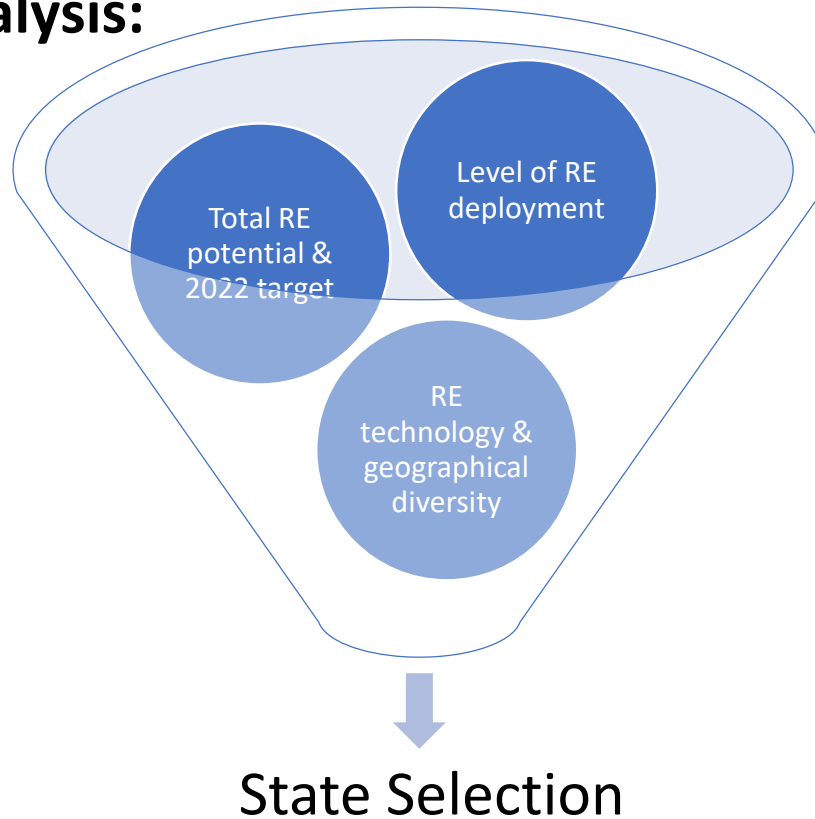 alysis:
Level of RE
deployment
Total RE
potential &
2022 target
RE
technology &
geographical
diversity
State Selection